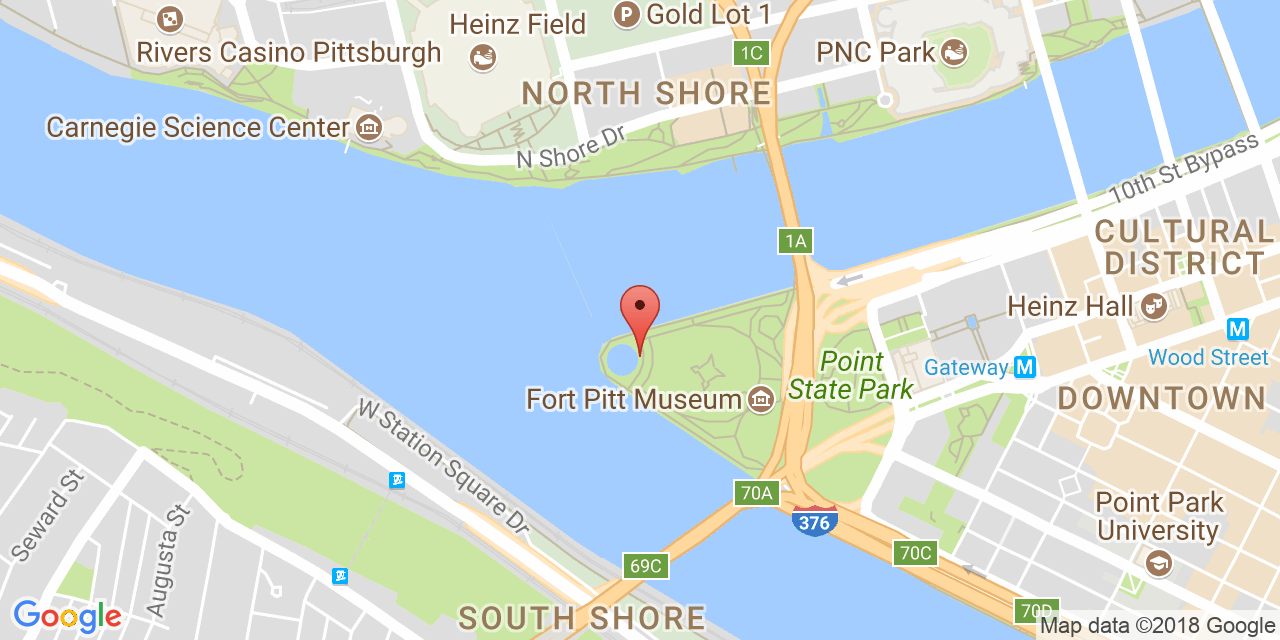 Heinz Field
P
Gold Lot 1
Rivers Casino Pittsburgh
1C
PNC Park
NORTH SHORE
Carnegie Science Center
N Shore Dr
10th St Bypass
1A
CULTURAL
DISTRICT
Heinz Hall
M
Wood Street
Point
State Park
Gateway M
Fort Pitt Museum
DOWNTOWN
W Station Square Dr
70A
376
Point Park
University
Seward St
Augusta St
70C
69C
SOUTH SHORE
70D
Google
Map data ©2018 Google